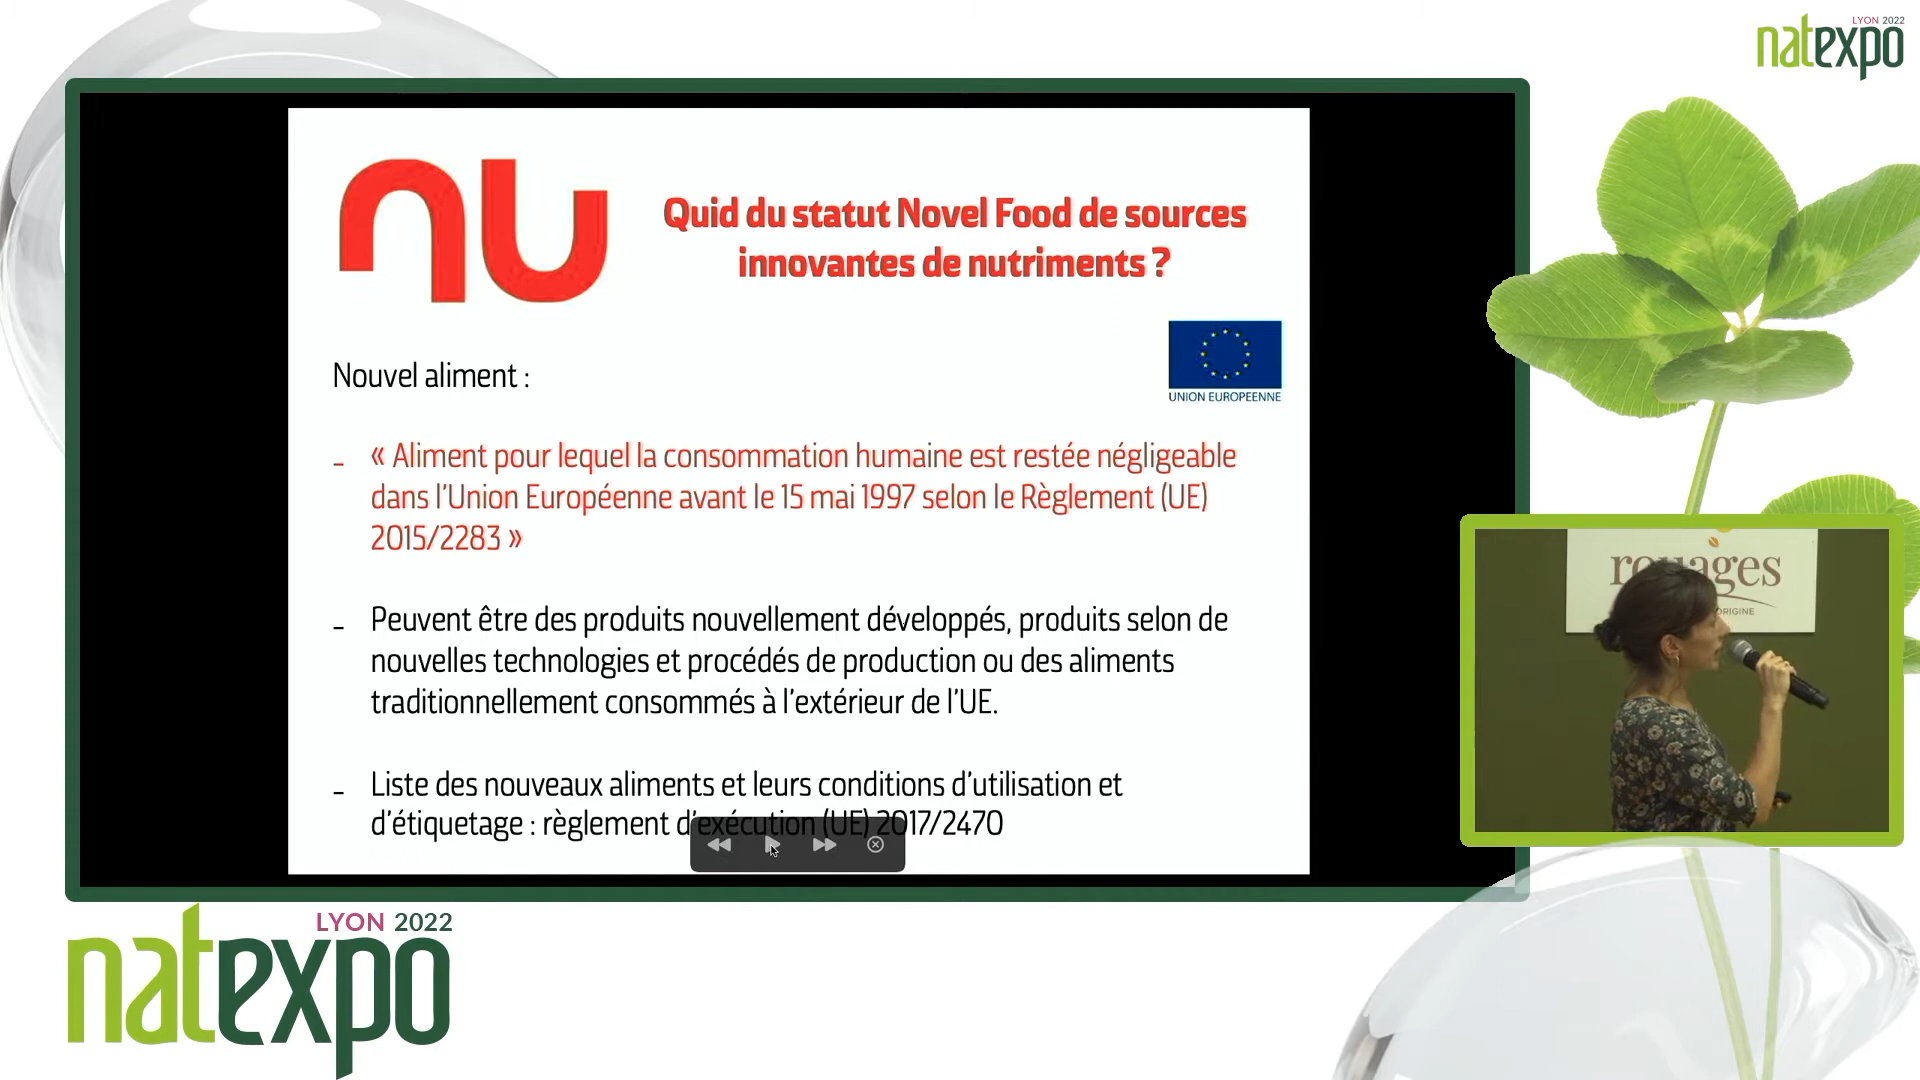 LYON 2022
natexpo
nu
Quid du statut Novel Food de sources
innovantes de nutriments ?
UNION EUROPEENNE
Nouvel aliment :
- « Aliment pour lequel la consommation humaine est restée négligeable
dans l'Union Européenne avant le 15 mai 1997 selon le Règlement (UE)
2015/2283 »
- Peuvent être des produits nouvellement développés, produits selon de
nouvelles technologies et procédés de production ou des aliments
traditionnellement consommés à l'extérieur de l'UE.
- Liste des nouveaux aliments et leurs conditions d'utilisation et
d'étiquetage : règlement d'exécution (UE) 2017/2470
ages
ORIGINE
LYON 2022
natexpo